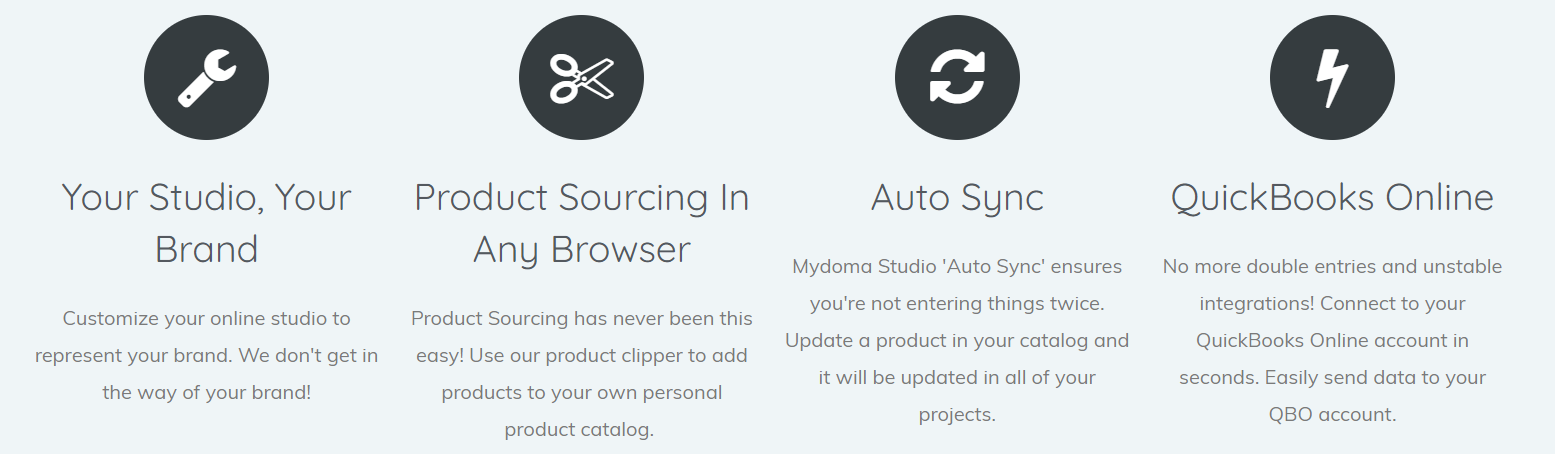 Your Studio, Your
Brand
Customize your online studio to
represent your brand. We don't get in
the way of your brand!
Product Sourcing In
Any Browser
Product Sourcing has never been this
easy! Use our product clipper to add
products to your own personal
product catalog.
Auto Sync
Mydoma Studio 'Auto Sync' ensures
you're not entering things twice.
Update a product in your catalog and
it will be updated in all of your
projects.
QuickBooks Online
No more double entries and unstable
integrations! Connect to your
QuickBooks Online account in
seconds. Easily send data to your
QBO account.